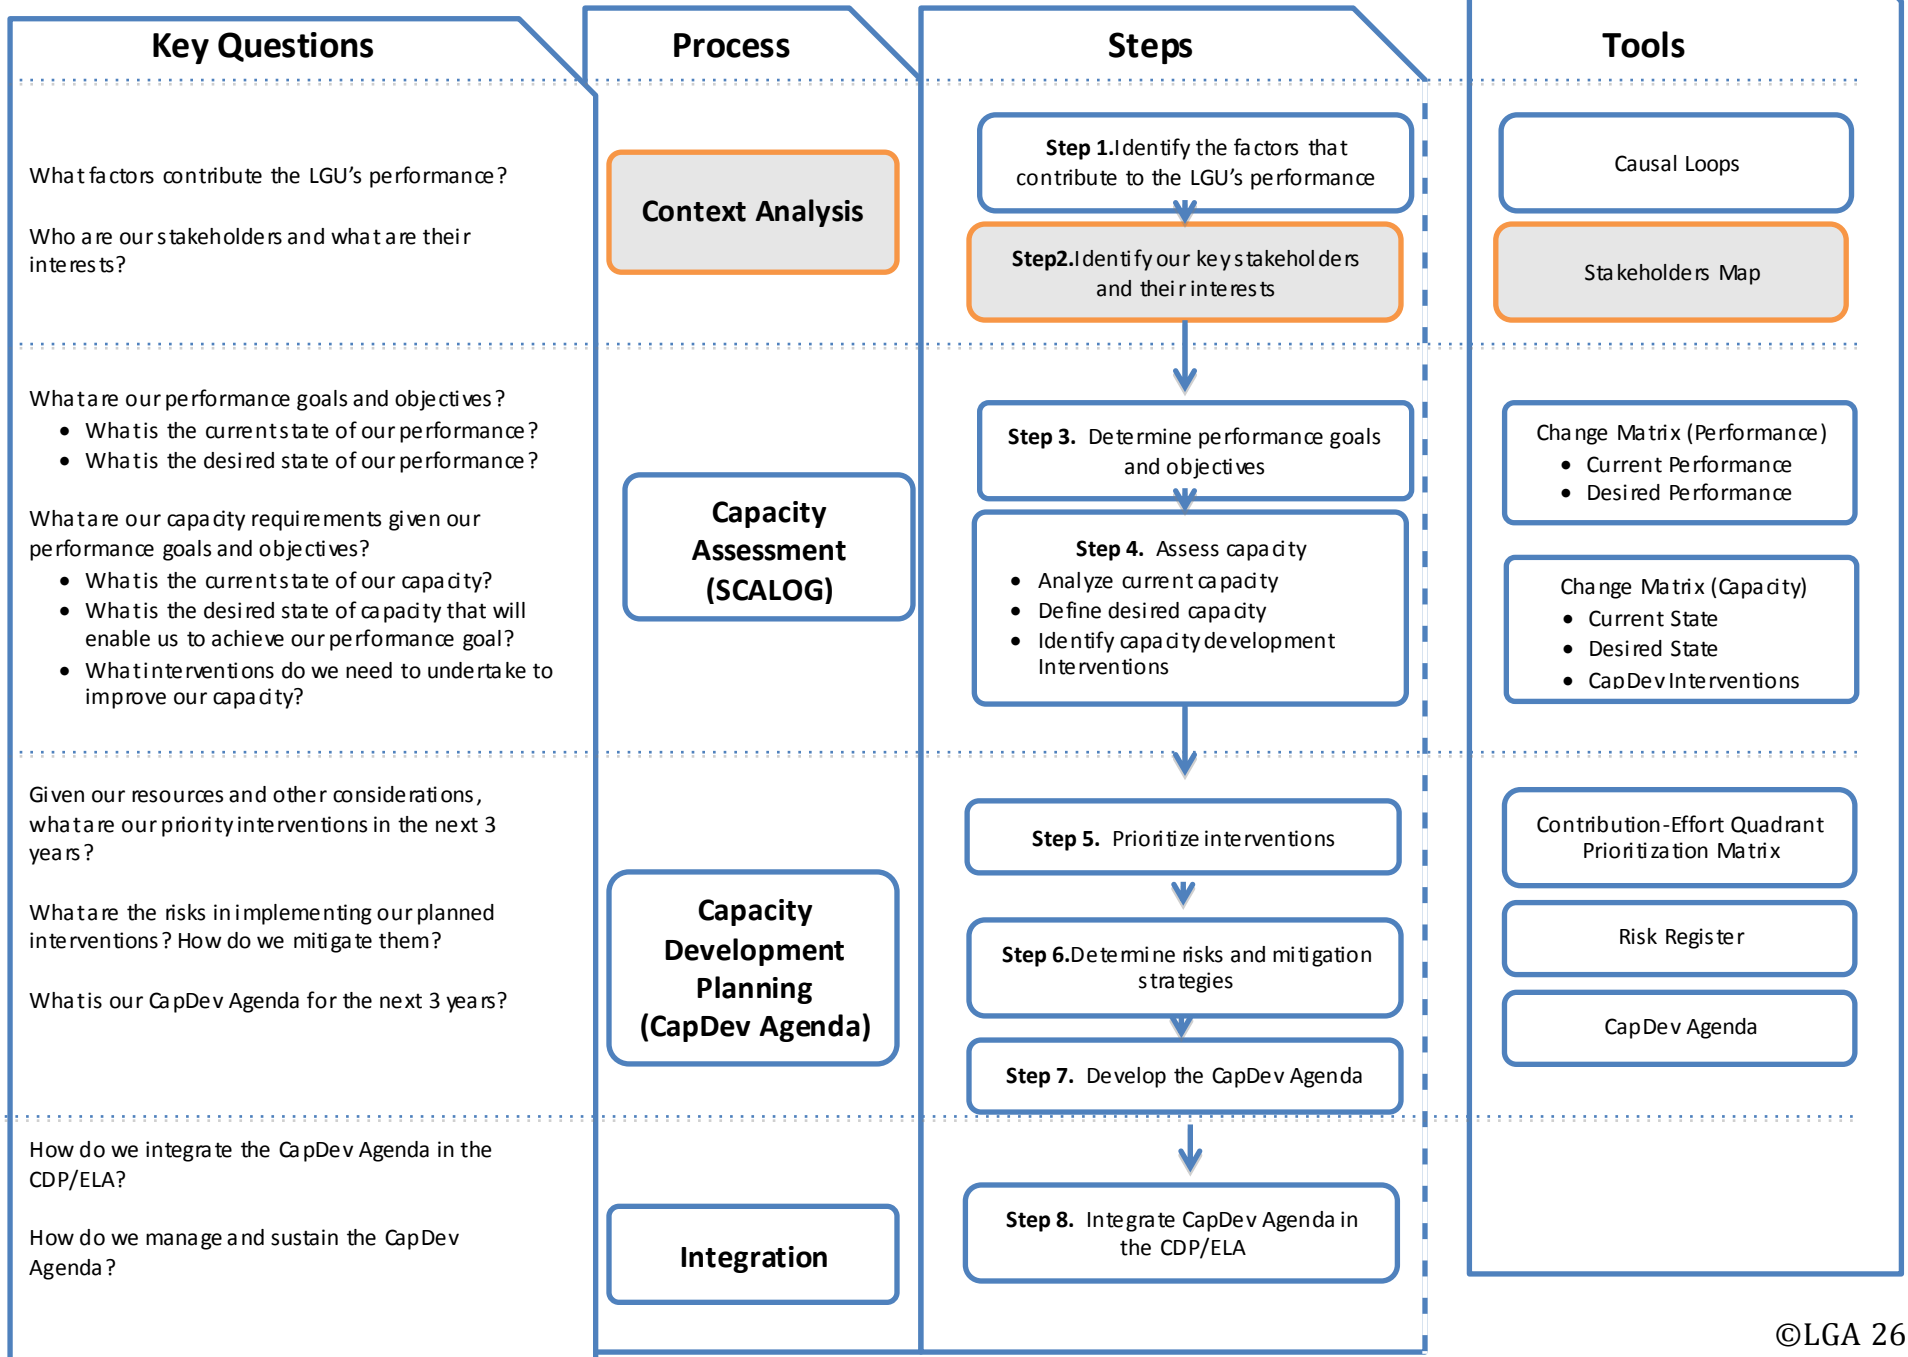 Key Questions
Process
Steps
Tools
What factors contribute the LGU's performance?
Who are our stakeholders and what are their
interests?
Context Analysis
Step 1.Identify the factors that
contribute to the LGU's performance
Step2.Identify our key stakeholders
and their interests
Causal Loops
Stakeholders Map
What are our performance goals and objectives?
• What is the current state of our performance?
• What is the desired state of our performance?
What are our capacity requirements given our
performance goals and objectives?
• What is the current state of our capacity?
• What is the desired state of capacity that will
enable us to achieve our performance goal?
• What interventions do we need to undertake to
improve our capacity?
Capacity
Assessment
(SCALOG)
Step 3. Determine performance goals
and objectives
Step 4. Assess capacity
• Analyze current capacity
• Define desired capacity
• Identify capacity development
Interventions
Change Matrix (Performance)
• Current Performance
• Desired Performance
Change Matrix (Capacity)
• Current State
• Desired State
• CapDev Interventions
Given our resources and other considerations,
what are our priority interventions in the next 3
years?
What are the risks in implementing our planned
interventions? How do we mitigate them?
What is our CapDev Agenda for the next 3 years?
Capacity
Development
Planning
(CapDev Agenda)
Step 5. Prioritize interventions
Step 6.Determine risks and mitigation
strategies
Step 7. Develop the CapDev Agenda
Contribution-Effort Quadrant
Prioritization Matrix
Risk Register
CapDev Agenda
How do we integrate the CapDev Agenda in the
CDP/ELA?
How do we manage and sustain the CapDev
Agenda?
Integration
Step 8. Integrate CapDev Agenda in
the CDP/ELA
©LGA 26